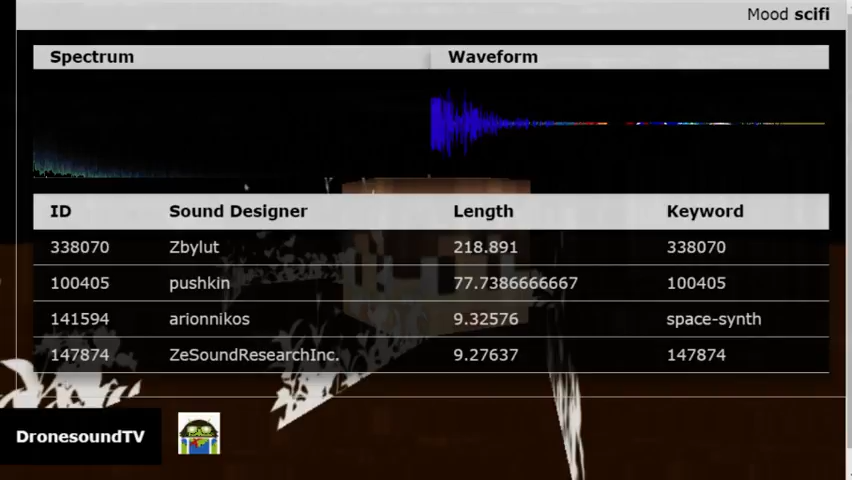 Mood scifi
Spectrum Waveform
ID Sound Designer Length Keyword
338070 Zbylut 218.891 338070
100405 pushkin 77.7386666667 100405
141594 arionnikos 9.32576 space-synth
147874 ZeSoundResearchInc. 9.27637 147874
DronesoundTV